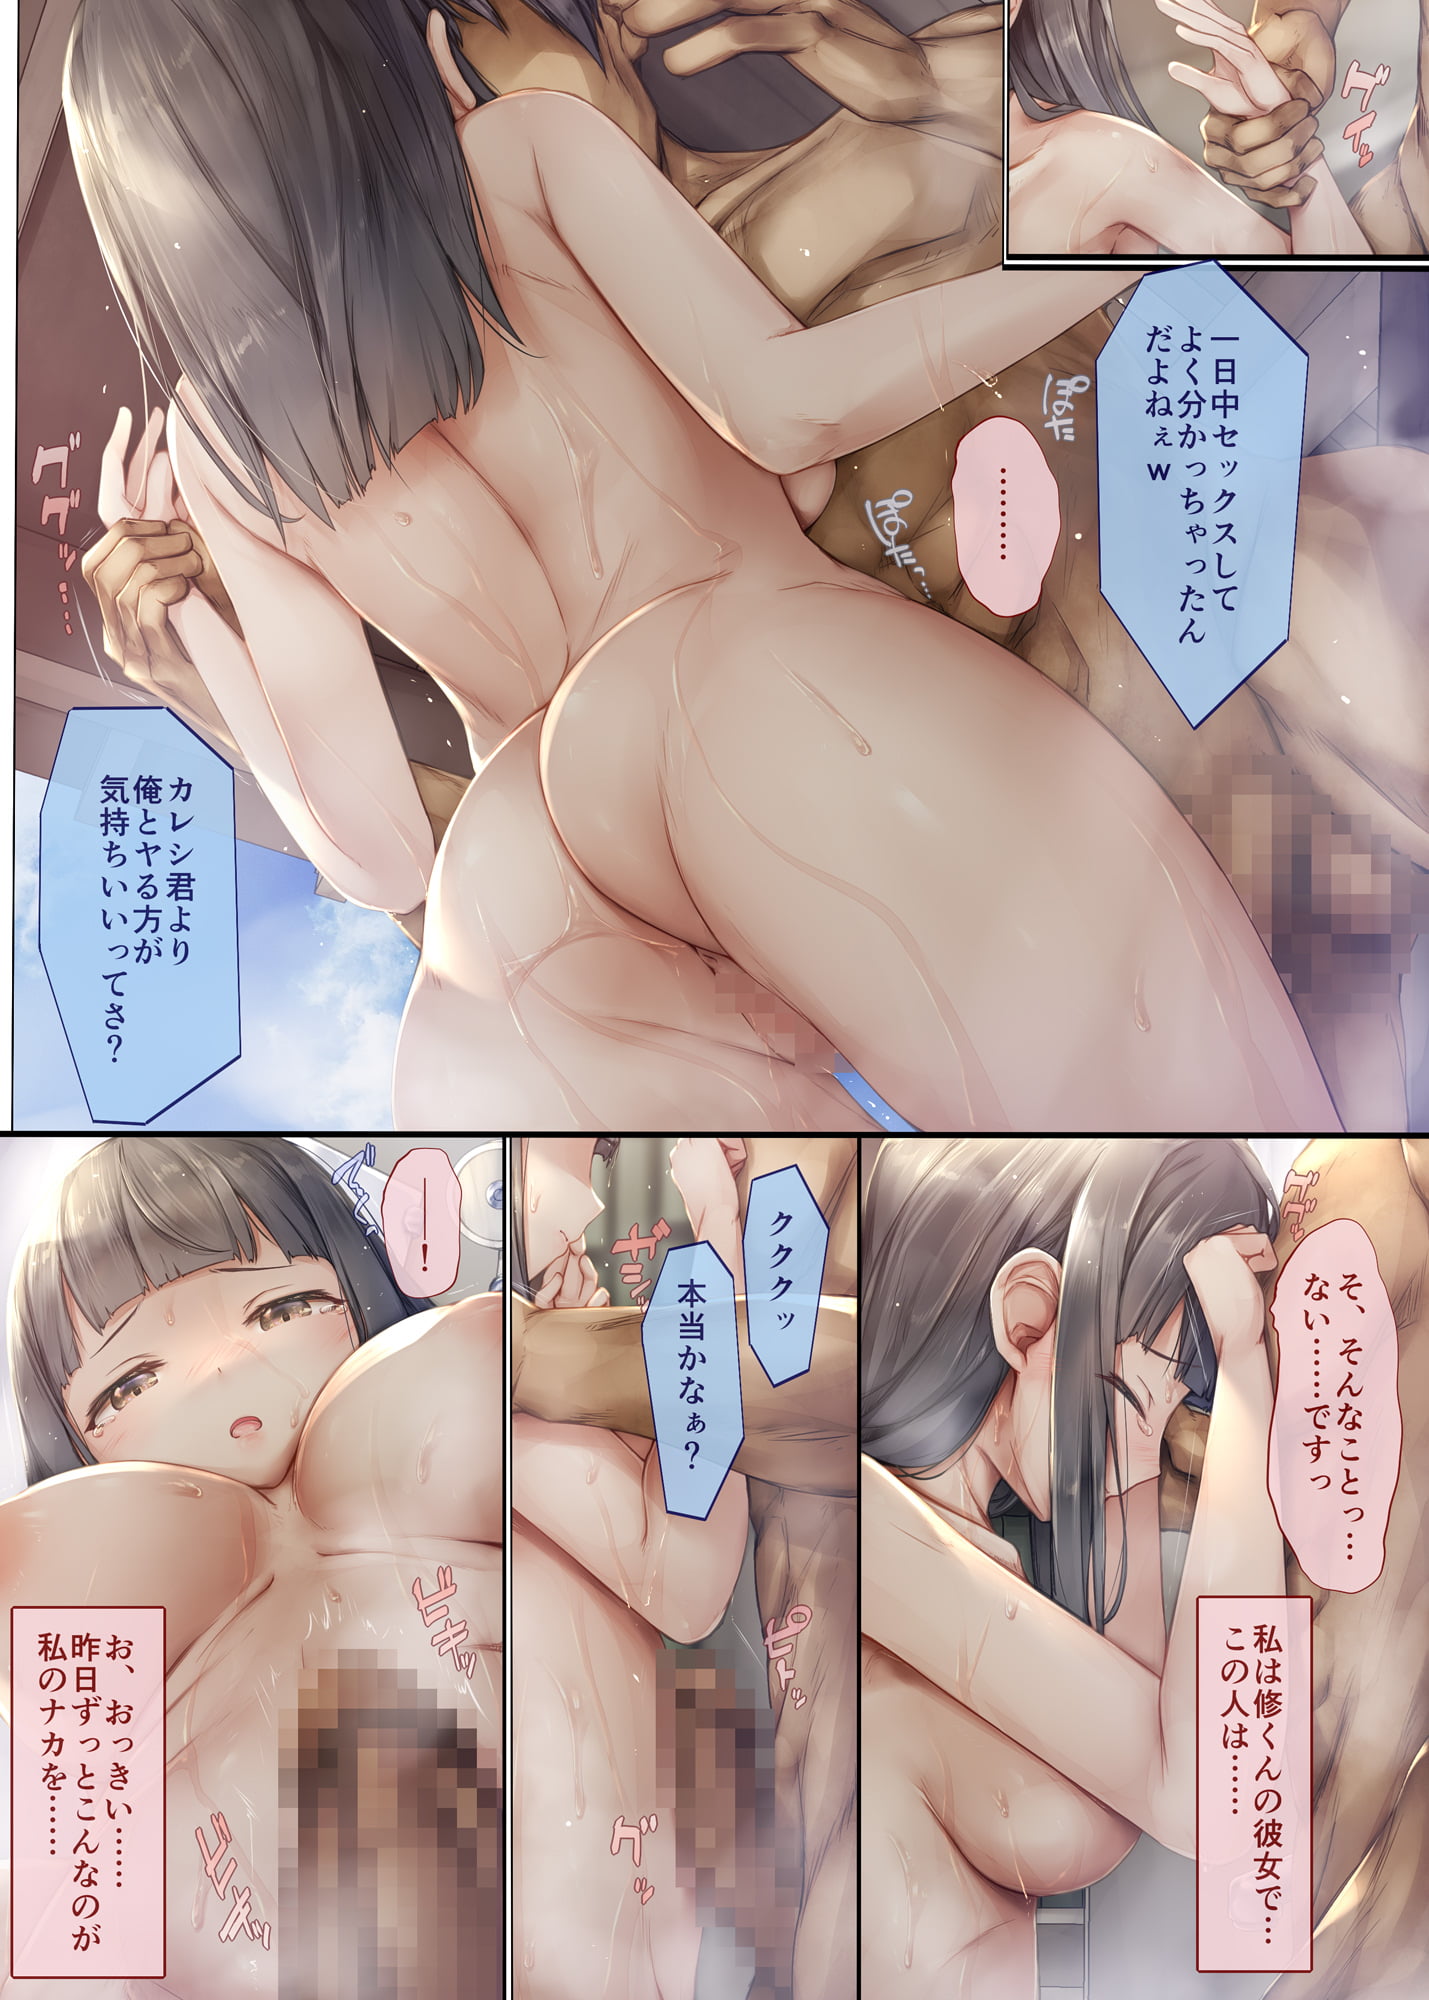 グイッ
一日中セックスして
よく分かっちゃったん
だよねぇw
ぽた
………
ぽたっ…
カレシ君より
俺とヤる方が
気持ちいいってさ？
ググッ…
ググッ
そ、そんなことっ…
ない……ですっ
私は修くんの彼女で…
この人は……
ククッ
本当かなぁ？
ピトッ
グッ
――！
ビキッ
ビキッ
お、おっきい……
昨日ずっとこんなのが
私のナカを……